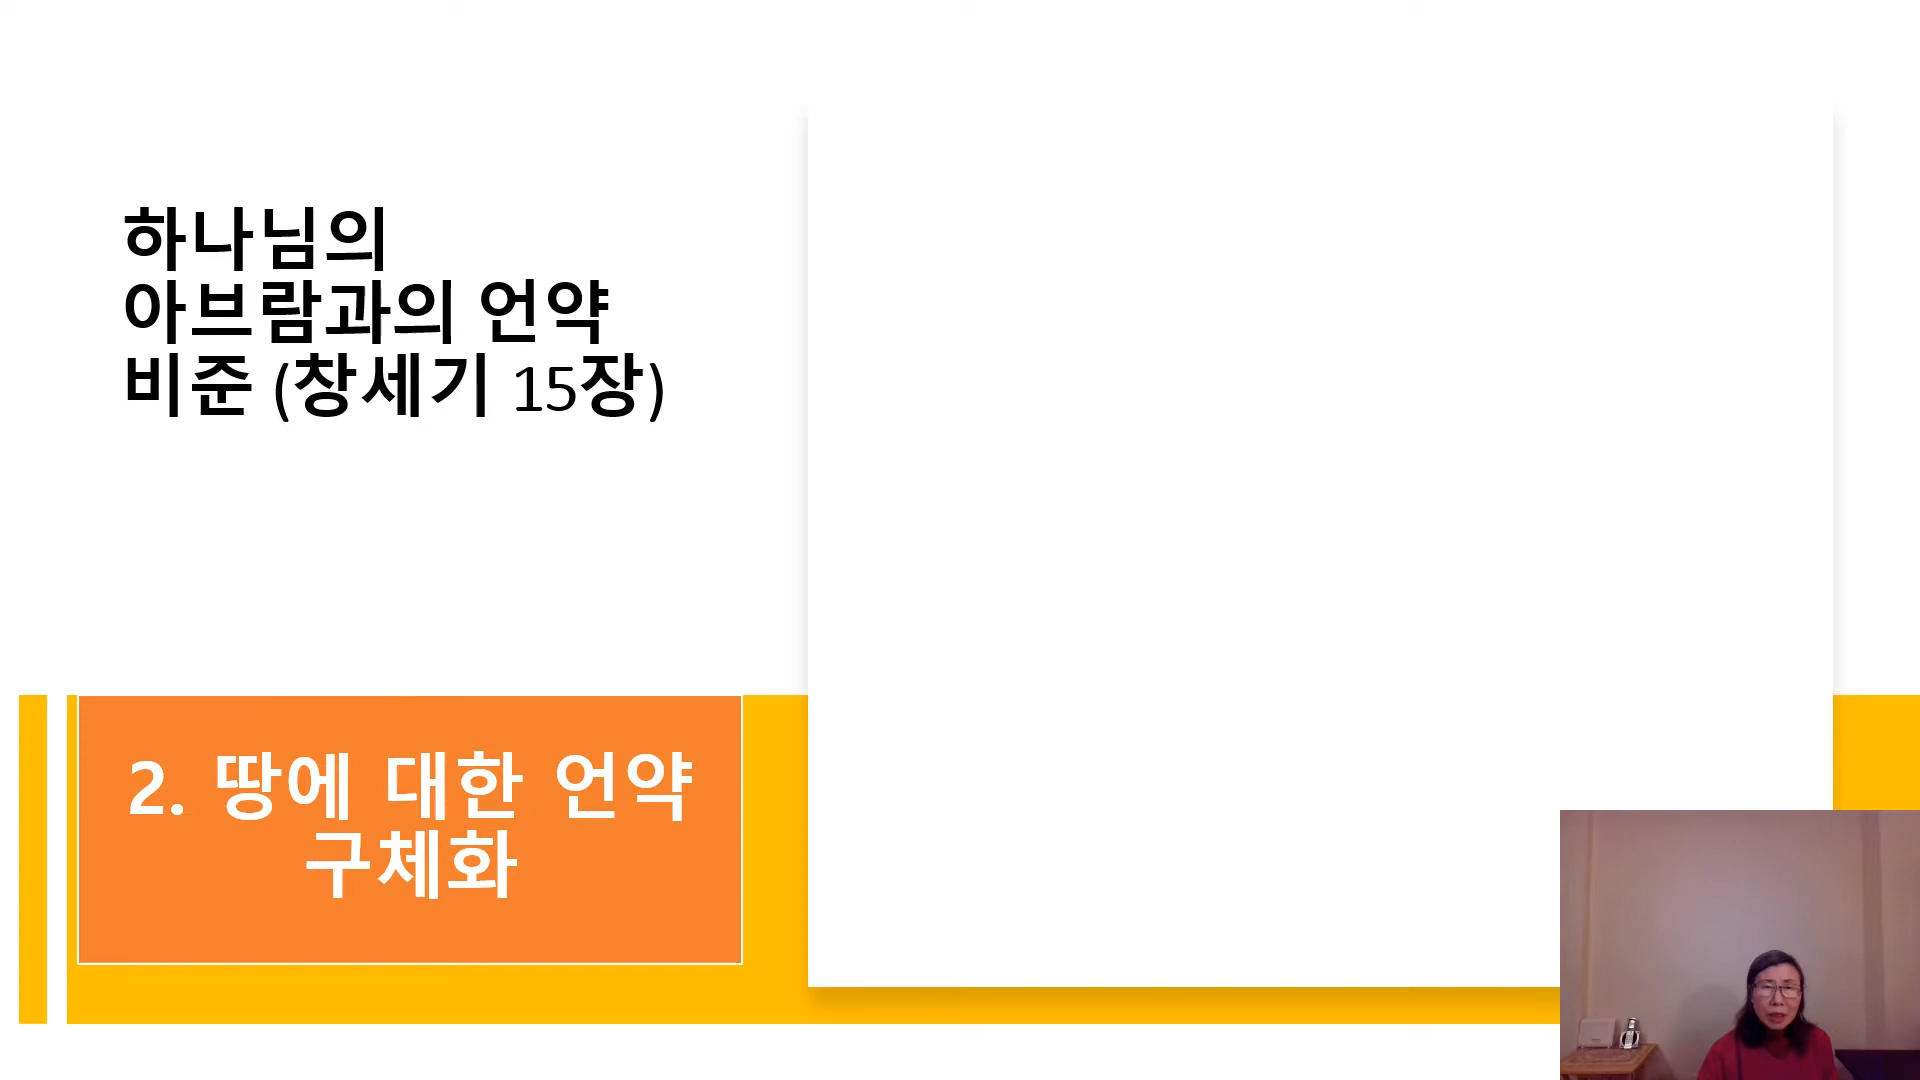 하나님의
아브람과의 언약
비준 (창세기 15장)
2. 땅에 대한 언약
구체화